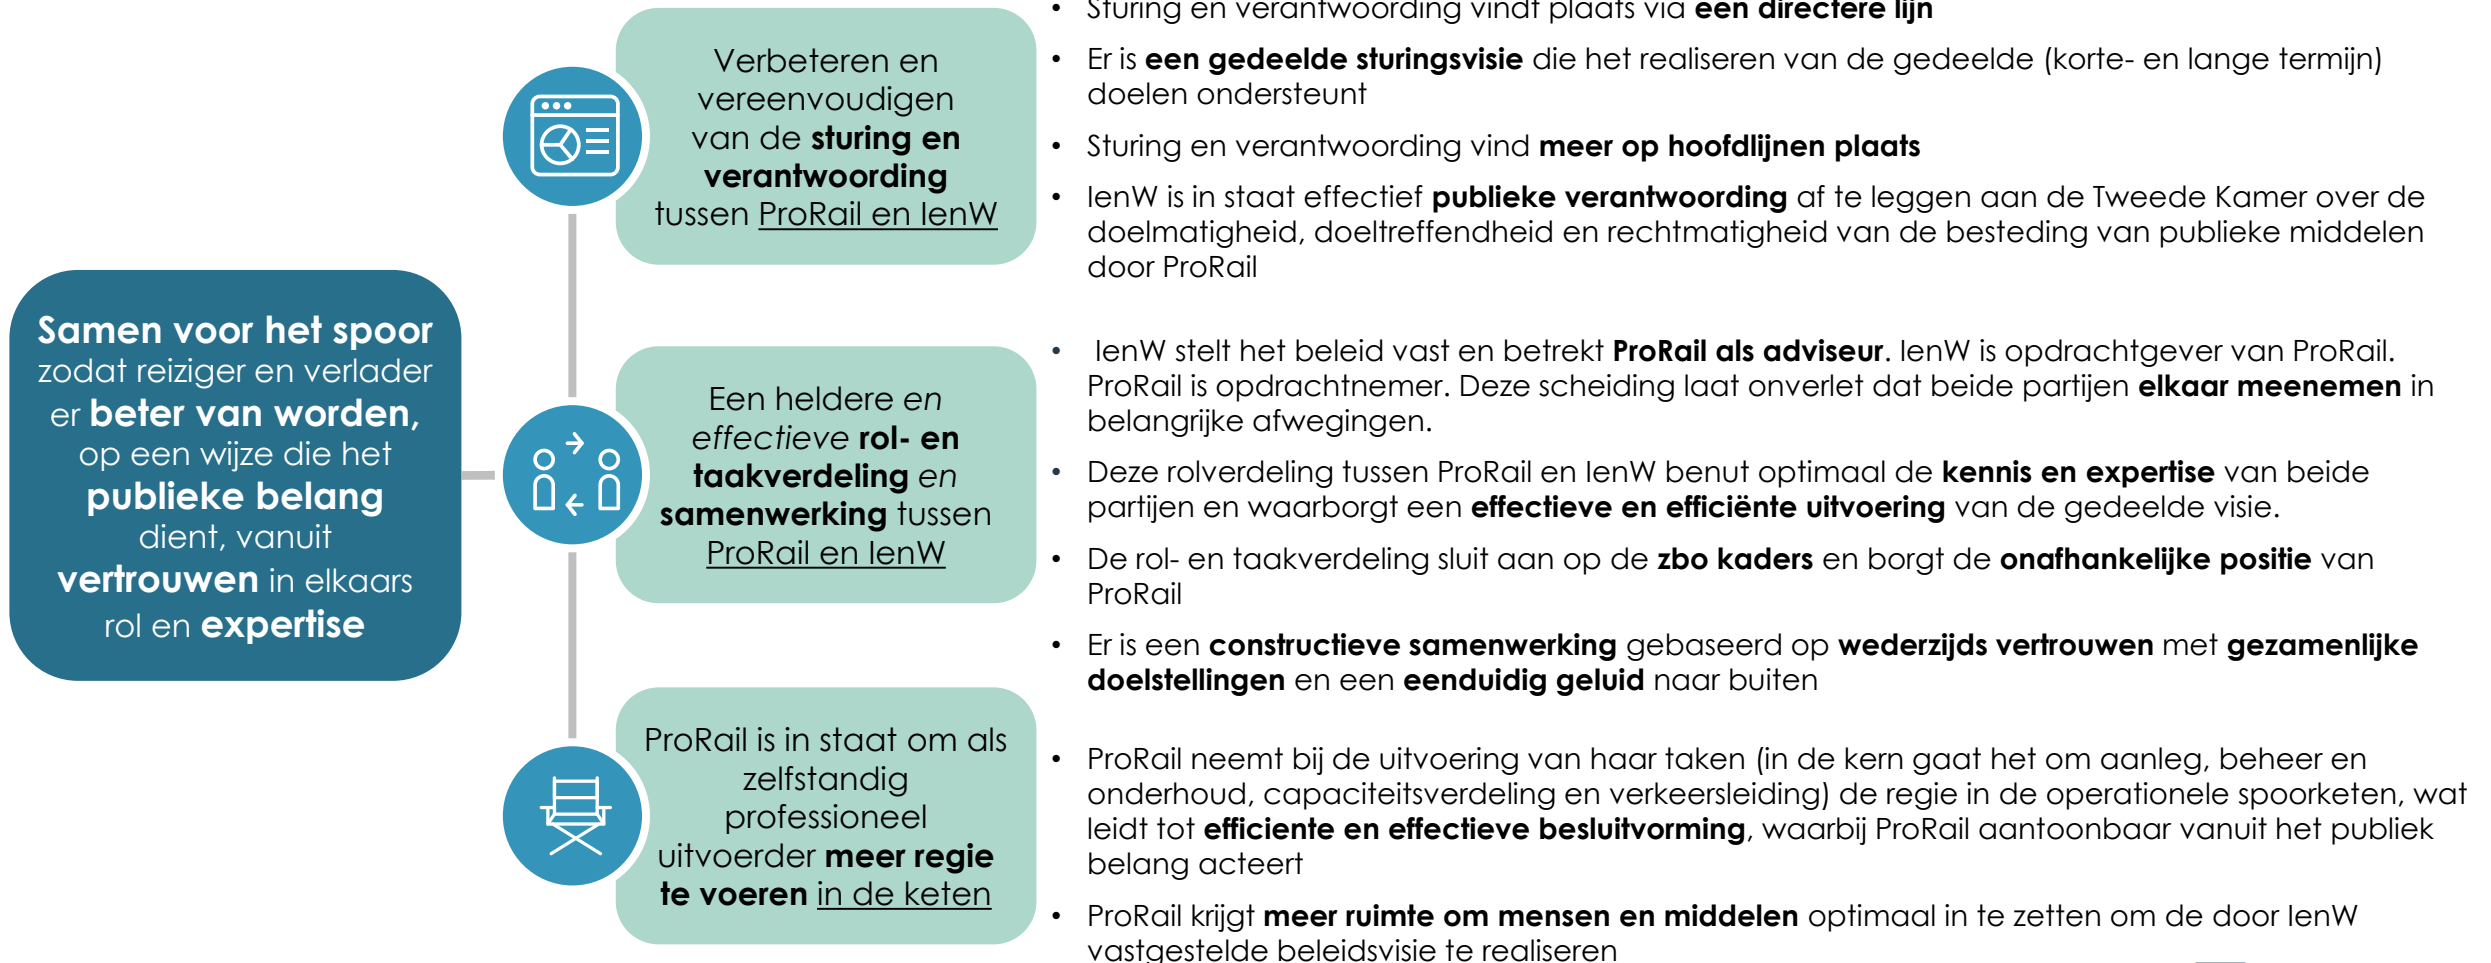 Samen voor het spoor
zodat reiziger en verlader
er beter van worden,
op een wijze die het
publieke belang
dient, vanuit
vertrouwen in elkaars
rol en expertise
Verbeteren en
vereenvoudigen
van de sturing en
verantwoording
tussen ProRail en IenW
• Sturing en verantwoording vindt plaats via een directere lijn
• Er is een gedeelde sturingsvisie die het realiseren van de gedeelde (korte- en lange termijn)
doelen ondersteunt
• Sturing en verantwoording vind meer op hoofdlijnen plaats
• IenW is in staat effectief publieke verantwoording af te leggen aan de Tweede Kamer over de
doelmatigheid, doeltreffendheid en rechtmatigheid van de besteding van publieke middelen
door ProRail
Een heldere en
effectieve rol- en
taakverdeling en
samenwerking tussen
ProRail en IenW
• IenW stelt het beleid vast en betrekt ProRail als adviseur. IenW is opdrachtgever van ProRail.
ProRail is opdrachtnemer. Deze scheiding laat onverlet dat beide partijen elkaar meenemen in
belangrijke afwegingen.
• Deze rolverdeling tussen ProRail en IenW benut optimaal de kennis en expertise van beide
partijen en waarborgt een effectieve en efficiënte uitvoering van de gedeelde visie.
• De rol- en taakverdeling sluit aan op de zbo kaders en borgt de onafhankelijke positie van
ProRail
• Er is een constructieve samenwerking gebaseerd op wederzijds vertrouwen met gezamenlijke
doelstellingen en een eenduidig geluid naar buiten
ProRail is in staat om als
zelfstandig
professioneel
uitvoerder meer regie
te voeren in de keten
• ProRail neemt bij de uitvoering van haar taken (in de kern gaat het om aanleg, beheer en
onderhoud, capaciteitsverdeling en verkeersleiding) de regie in de operationele spoorketen, wat
leidt tot efficiente en effectieve besluitvorming, waarbij ProRail aantoonbaar vanuit het publiek
belang acteert
• ProRail krijgt meer ruimte om mensen en middelen optimaal in te zetten om de door IenW
vastgestelde beleidsvisie te realiseren